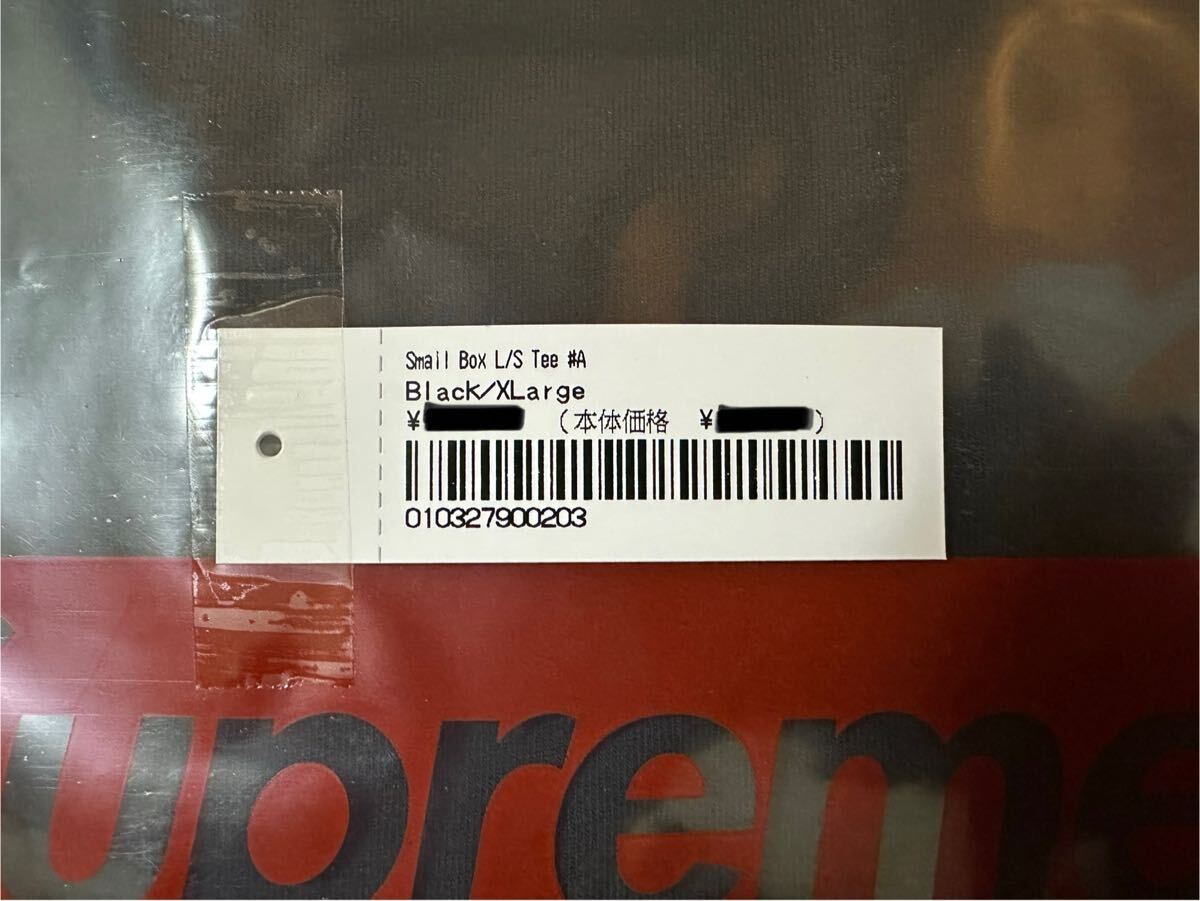 Small Box L/S Tee #A
Black/XLarge
¥ (本体価格 ¥ )
010327900203
upreme